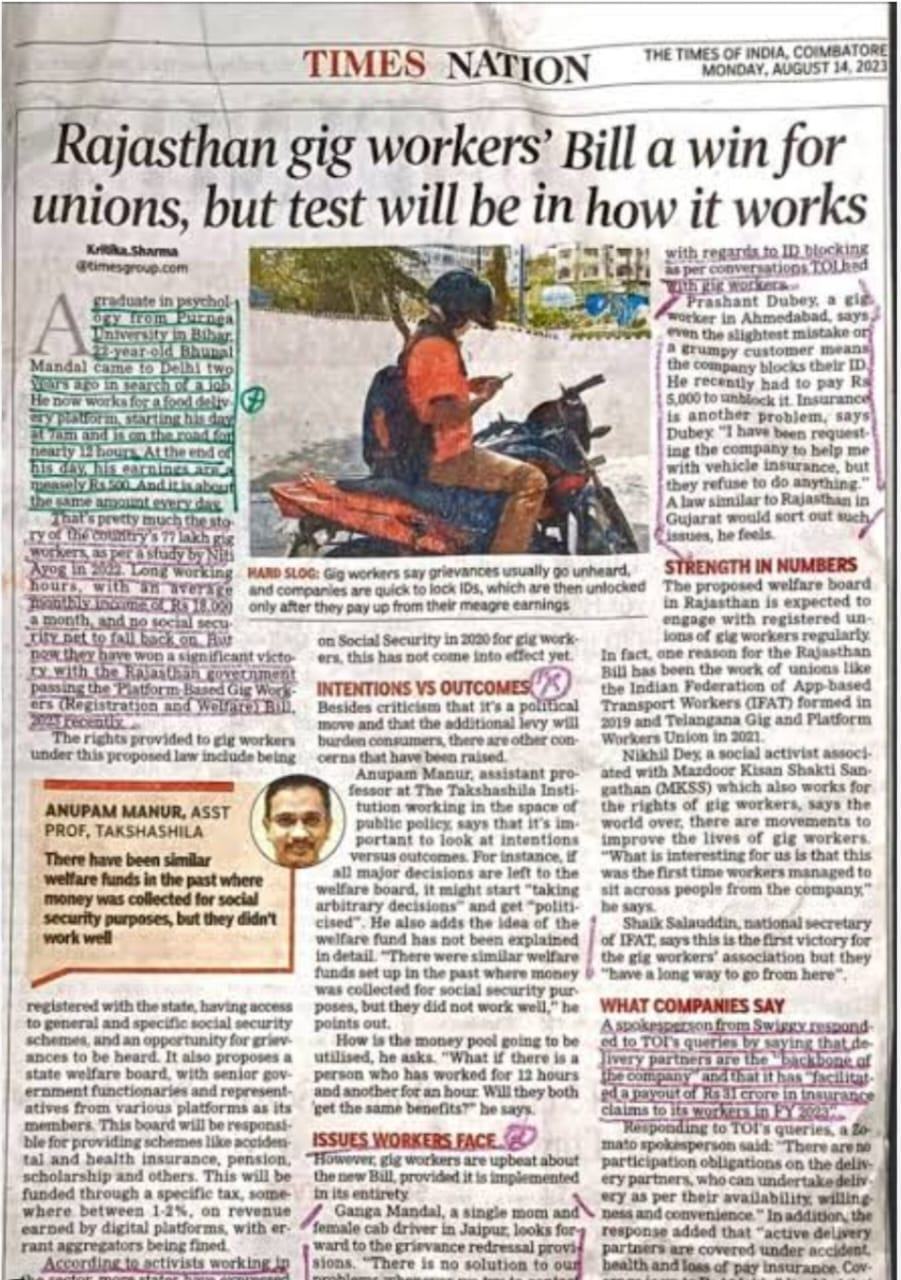 TIMES NATION
THE TIMES OF INDIA, COIMBATORE
MONDAY, AUGUST 14, 2023
Rajasthan gig workers' Bill a win for
unions, but test will be in how it works
Kritika.Sharma
@timesgroup.com
A graduate in psychol-
ogy from Purnea
University in Bihar,
22-year-old Bhupal
Mandal came to Delhi two
years ago in search of a job.
He now works for a food deliv-
ery platform, starting his day
at 7am and is on the road for
nearly 12 hours. At the end of
his day, his earnings are a
measely Rs 500. And it is about
the same amount every day.
That's pretty much the sto-
ry of the country's 77 lakh gig
workers, as per a study by Niti
Ayog in 2022. Long working
hours, with an average
monthly income of Rs 18,000
a month, and no social secu-
rity net to fall back on. But
now they have won a significant victo-
ry with the Rajasthan government
passing the 'Platform-Based Gig Work-
ers (Registration and Welfare) Bill,
2023 recently.
The rights provided to gig workers
under this proposed law include being
ANUPAM MANUR, ASST
PROF, TAKSHASHILA
There have been similar
welfare funds in the past where
money was collected for social
security purposes, but they didn't
work well
registered with the state, having access
to general and specific social security
schemes, and an opportunity for griev-
ances to be heard. It also proposes a
state welfare board, with senior gov-
ernment functionaries and represent-
atives from various platforms as its
members. This board will be responsi-
ble for providing schemes like acciden-
tal and health insurance, pension,
scholarship and others. This will be
funded through a specific tax, some-
where between 1-2%, on revenue
earned by digital platforms, with er-
rant aggregators being fined.
According to activists working in
HARD SLOG: Gig workers say grievances usually go unheard,
and companies are quick to lock IDs, which are then unlocked
only after they pay up from their meagre earnings
on Social Security in 2020 for gig work-
ers, this has not come into effect yet.
INTENTIONS VS OUTCOMES
Besides criticism that it's a political
move and that the additional levy will
burden consumers, there are other con-
cerns that have been raised.
Anupam Manur, assistant pro-
fessor at The Takshashila Insti-
tution working in the space of
public policy, says that it's im-
portant to look at intentions
versus outcomes. For instance, if
all major decisions are left to the
welfare board, it might start "taking
arbitrary decisions" and get "politi-
cised". He also adds the idea of the
welfare fund has not been explained
in detail. "There were similar welfare
funds set up in the past where money
was collected for social security pur-
poses, but they did not work well," he
points out.
How is the money pool going to be
utilised, he asks. "What if there is a
person who has worked for 12 hours
and another for an hour. Will they both
get the same benefits?" he says.
ISSUES WORKERS FACE
However, gig workers are upbeat about
the new Bill, provided it is implemented
in its entirety.
Ganga Mandal, a single mom and
female cab driver in Jaipur, looks for-
ward to the grievance redressal provi-
sions. "There is no solution to our
with regards to ID blocking
as per conversations TOI had
with gig workers.
Prashant Dubey, a gig
worker in Ahmedabad, says
even the slightest mistake or
a grumpy customer means
the company blocks their ID.
He recently had to pay Rs
5,000 to unblock it. Insurance
is another problem, says
Dubey. "I have been request-
ing the company to help me
with vehicle insurance, but
they refuse to do anything."
A law similar to Rajasthan in
Gujarat would sort out such
issues, he feels.
STRENGTH IN NUMBERS
The proposed welfare board
in Rajasthan is expected to
engage with registered un-
ions of gig workers regularly.
In fact, one reason for the Rajasthan
Bill has been the work of unions like
the Indian Federation of App-based
Transport Workers (IFAT) formed in
2019 and Telangana Gig and Platform
Workers Union in 2021.
Nikhil Dey, a social activist associ-
ated with Mazdoor Kisan Shakti San-
gathan (MKSS) which also works for
the rights of gig workers, says the
world over, there are movements to
improve the lives of gig workers.
"What is interesting for us is that this
was the first time workers managed to
sit across people from the company,"
he says.
Shaik Salauddin, national secretary
of IFAT, says this is the first victory for
the gig workers' association but they
"have a long way to go from here".
WHAT COMPANIES SAY
A spokesperson from Swiggy respond-
ed to TOI's queries by saying that de-
livery partners are the "backbone of
the company" and that it has "facilitat-
ed a payout of Rs 31 crore in insurance
claims to its workers in FY 2023".
Responding to TOI's queries, a Zo-
mato spokesperson said: "There are no
participation obligations on the deliv-
ery partners, who can undertake deliv-
ery as per their availability, willing-
ness and convenience." In addition, the
response added that "active delivery
partners are covered under accident,
health and loss of pay insurance. Cov-